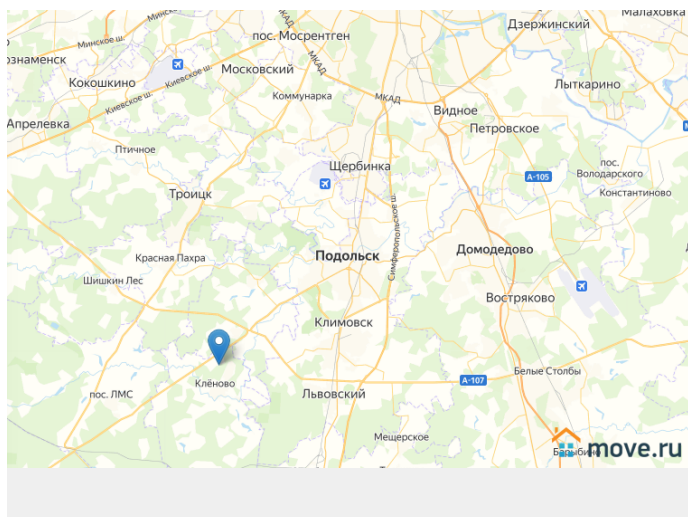 Малаховка
Дзержинский
пос. Мосрентген
МКАД
Минское ш.
ознаменск
Московский
Киевское ш.
Кокошкино
Лыткарино
Киевское ш.
Коммунарка
МКАД
Видное
Апрелевка
Петровское
Птичное
Щербинка
пос.
Володарского
А-105
Троицк
Константиново
Симферопольское ш.
Подольск
Домодедово
Красная Пахра
Шишкин Лес
Востряково
Климовск
Белые Столбы
А-107
Клёново
пос. ЛМС
Львовский
Мещерское
move.ru